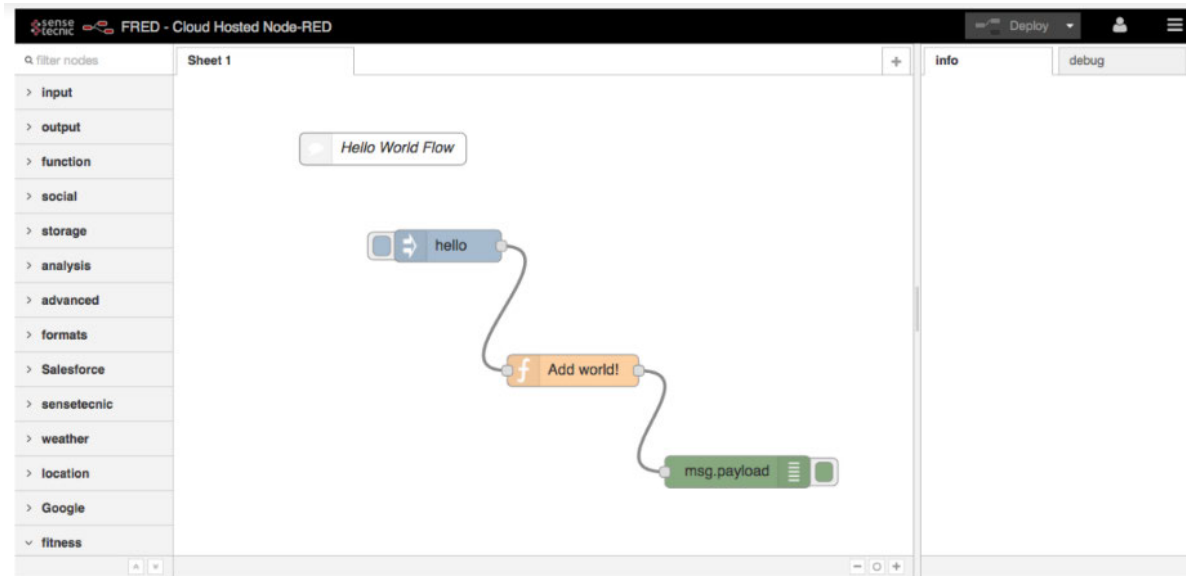 sense tecnic FRED - Cloud Hosted Node-RED Deploy
filter nodes
Sheet 1
info
debug
input
output
function
social
storage
analysis
advanced
formats
Salesforce
sensetecnic
weather
location
Google
fitness
Hello World Flow
hello
Add world!
msg.payload